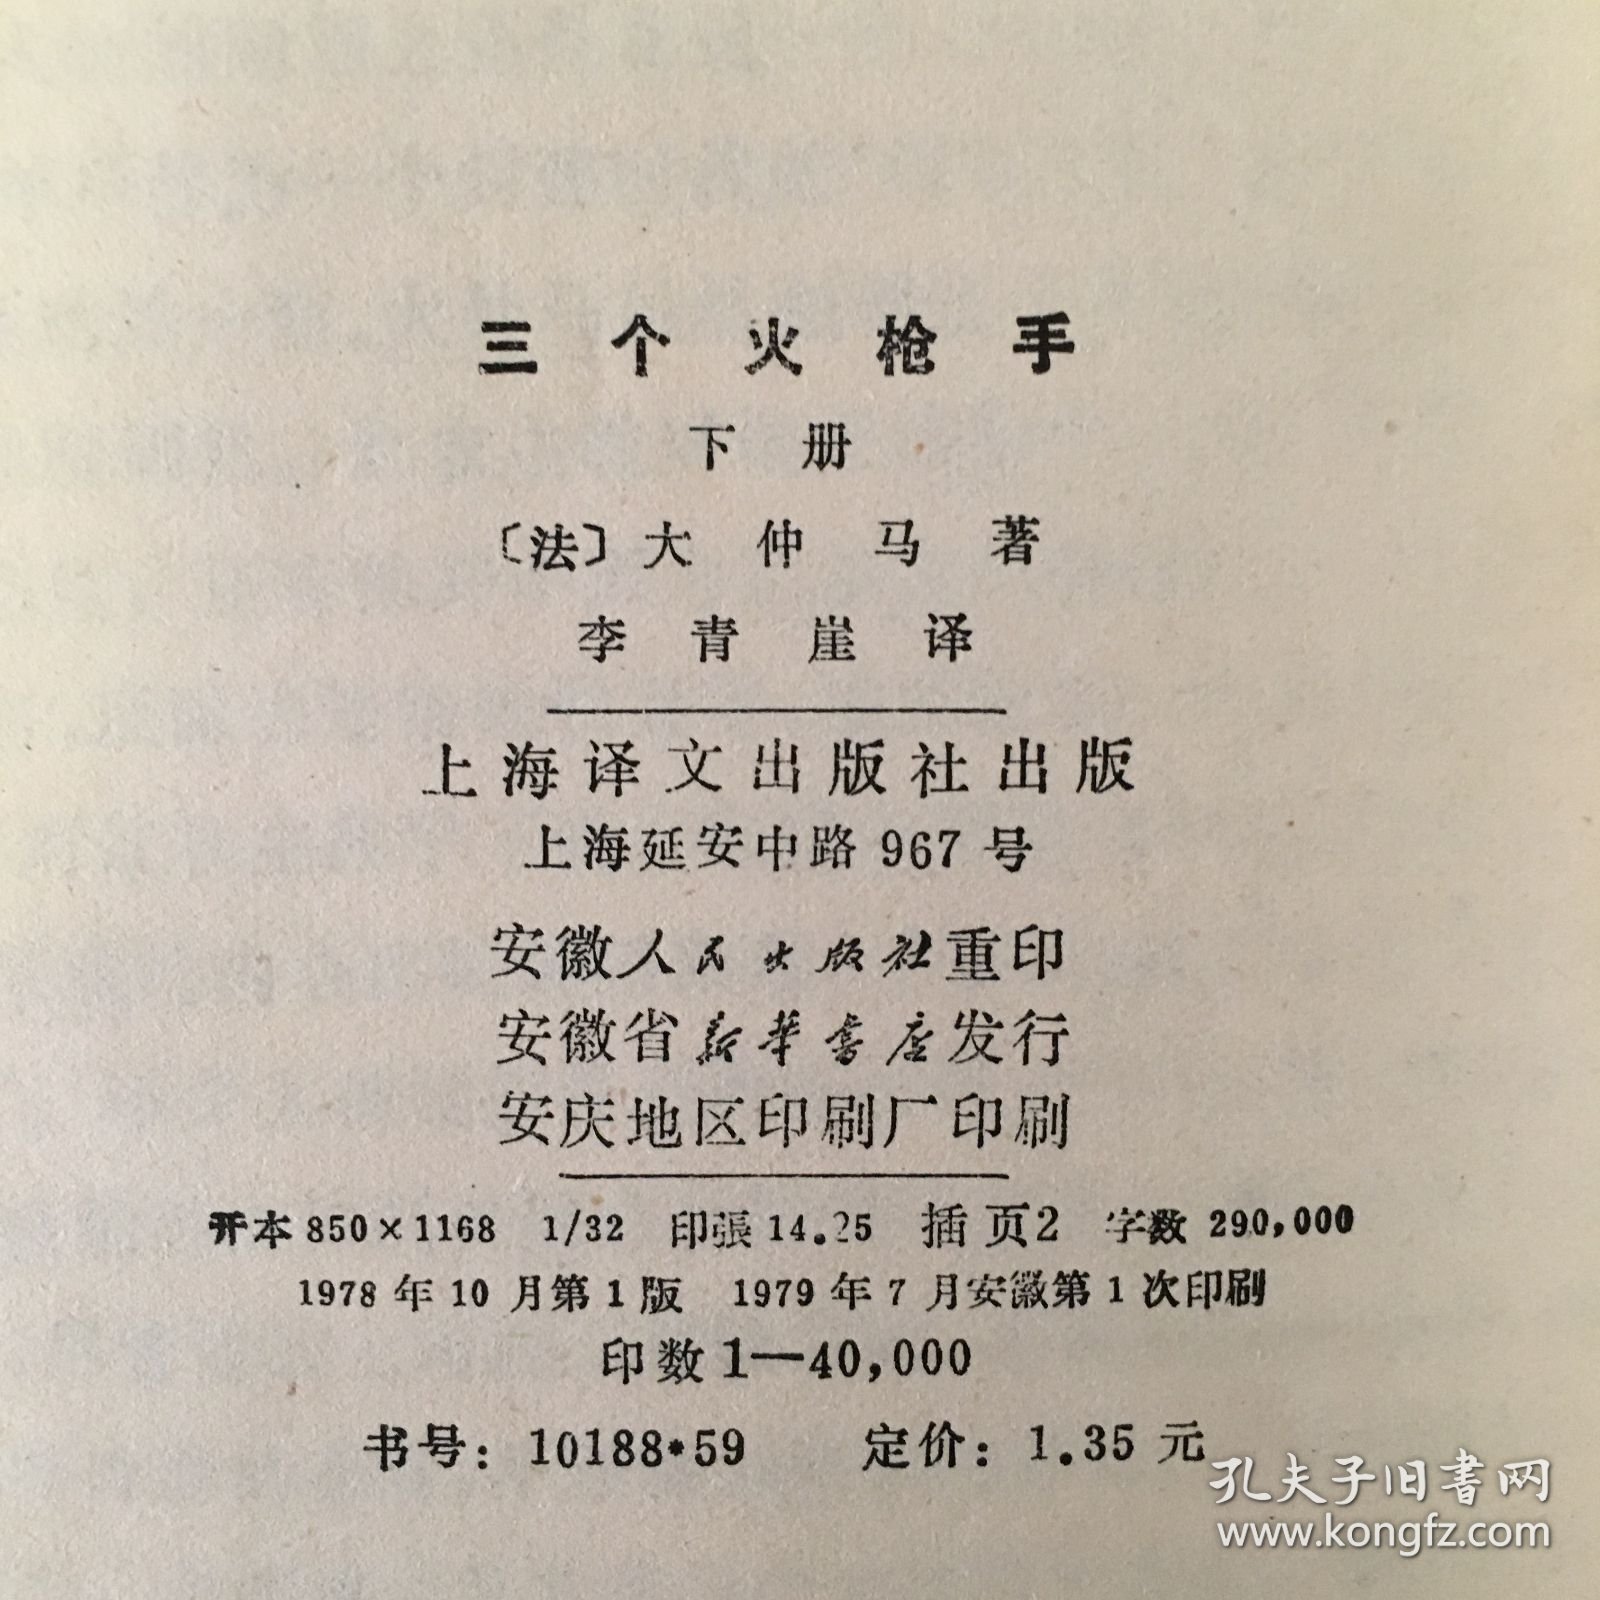 三个火枪手
下册
〔法〕大仲马著
李青崖译
上海译文出版社出版
上海延安中路 967 号
安徽人民出版社重印
安徽省新华书店发行
安庆地区印刷厂印刷
开本 850×1168 1/32 印張 14.25 插页2 字数 290,000
1978 年 10 月第 1 版 1979 年 7 月安徽第 1 次印刷
印数 1—40,000
书号：10188·59 定价：1.35 元
孔夫子旧书网
www.kongfz.com